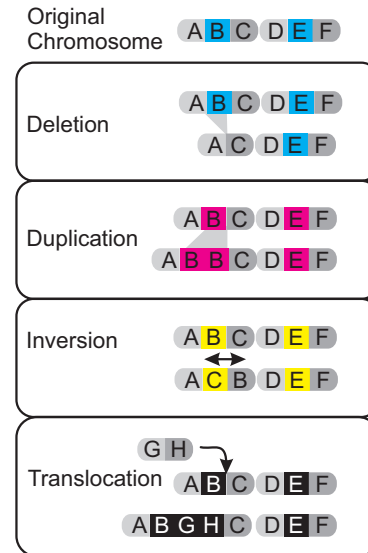 Original
Chromosome
A B C D E F
Deletion
A B C D E F
A C D E F
Duplication
A B C D E F
A B B C D E F
Inversion
A B C D E F
A C B D E F
Translocation
G H
A B C D E F
A B G H C D E F